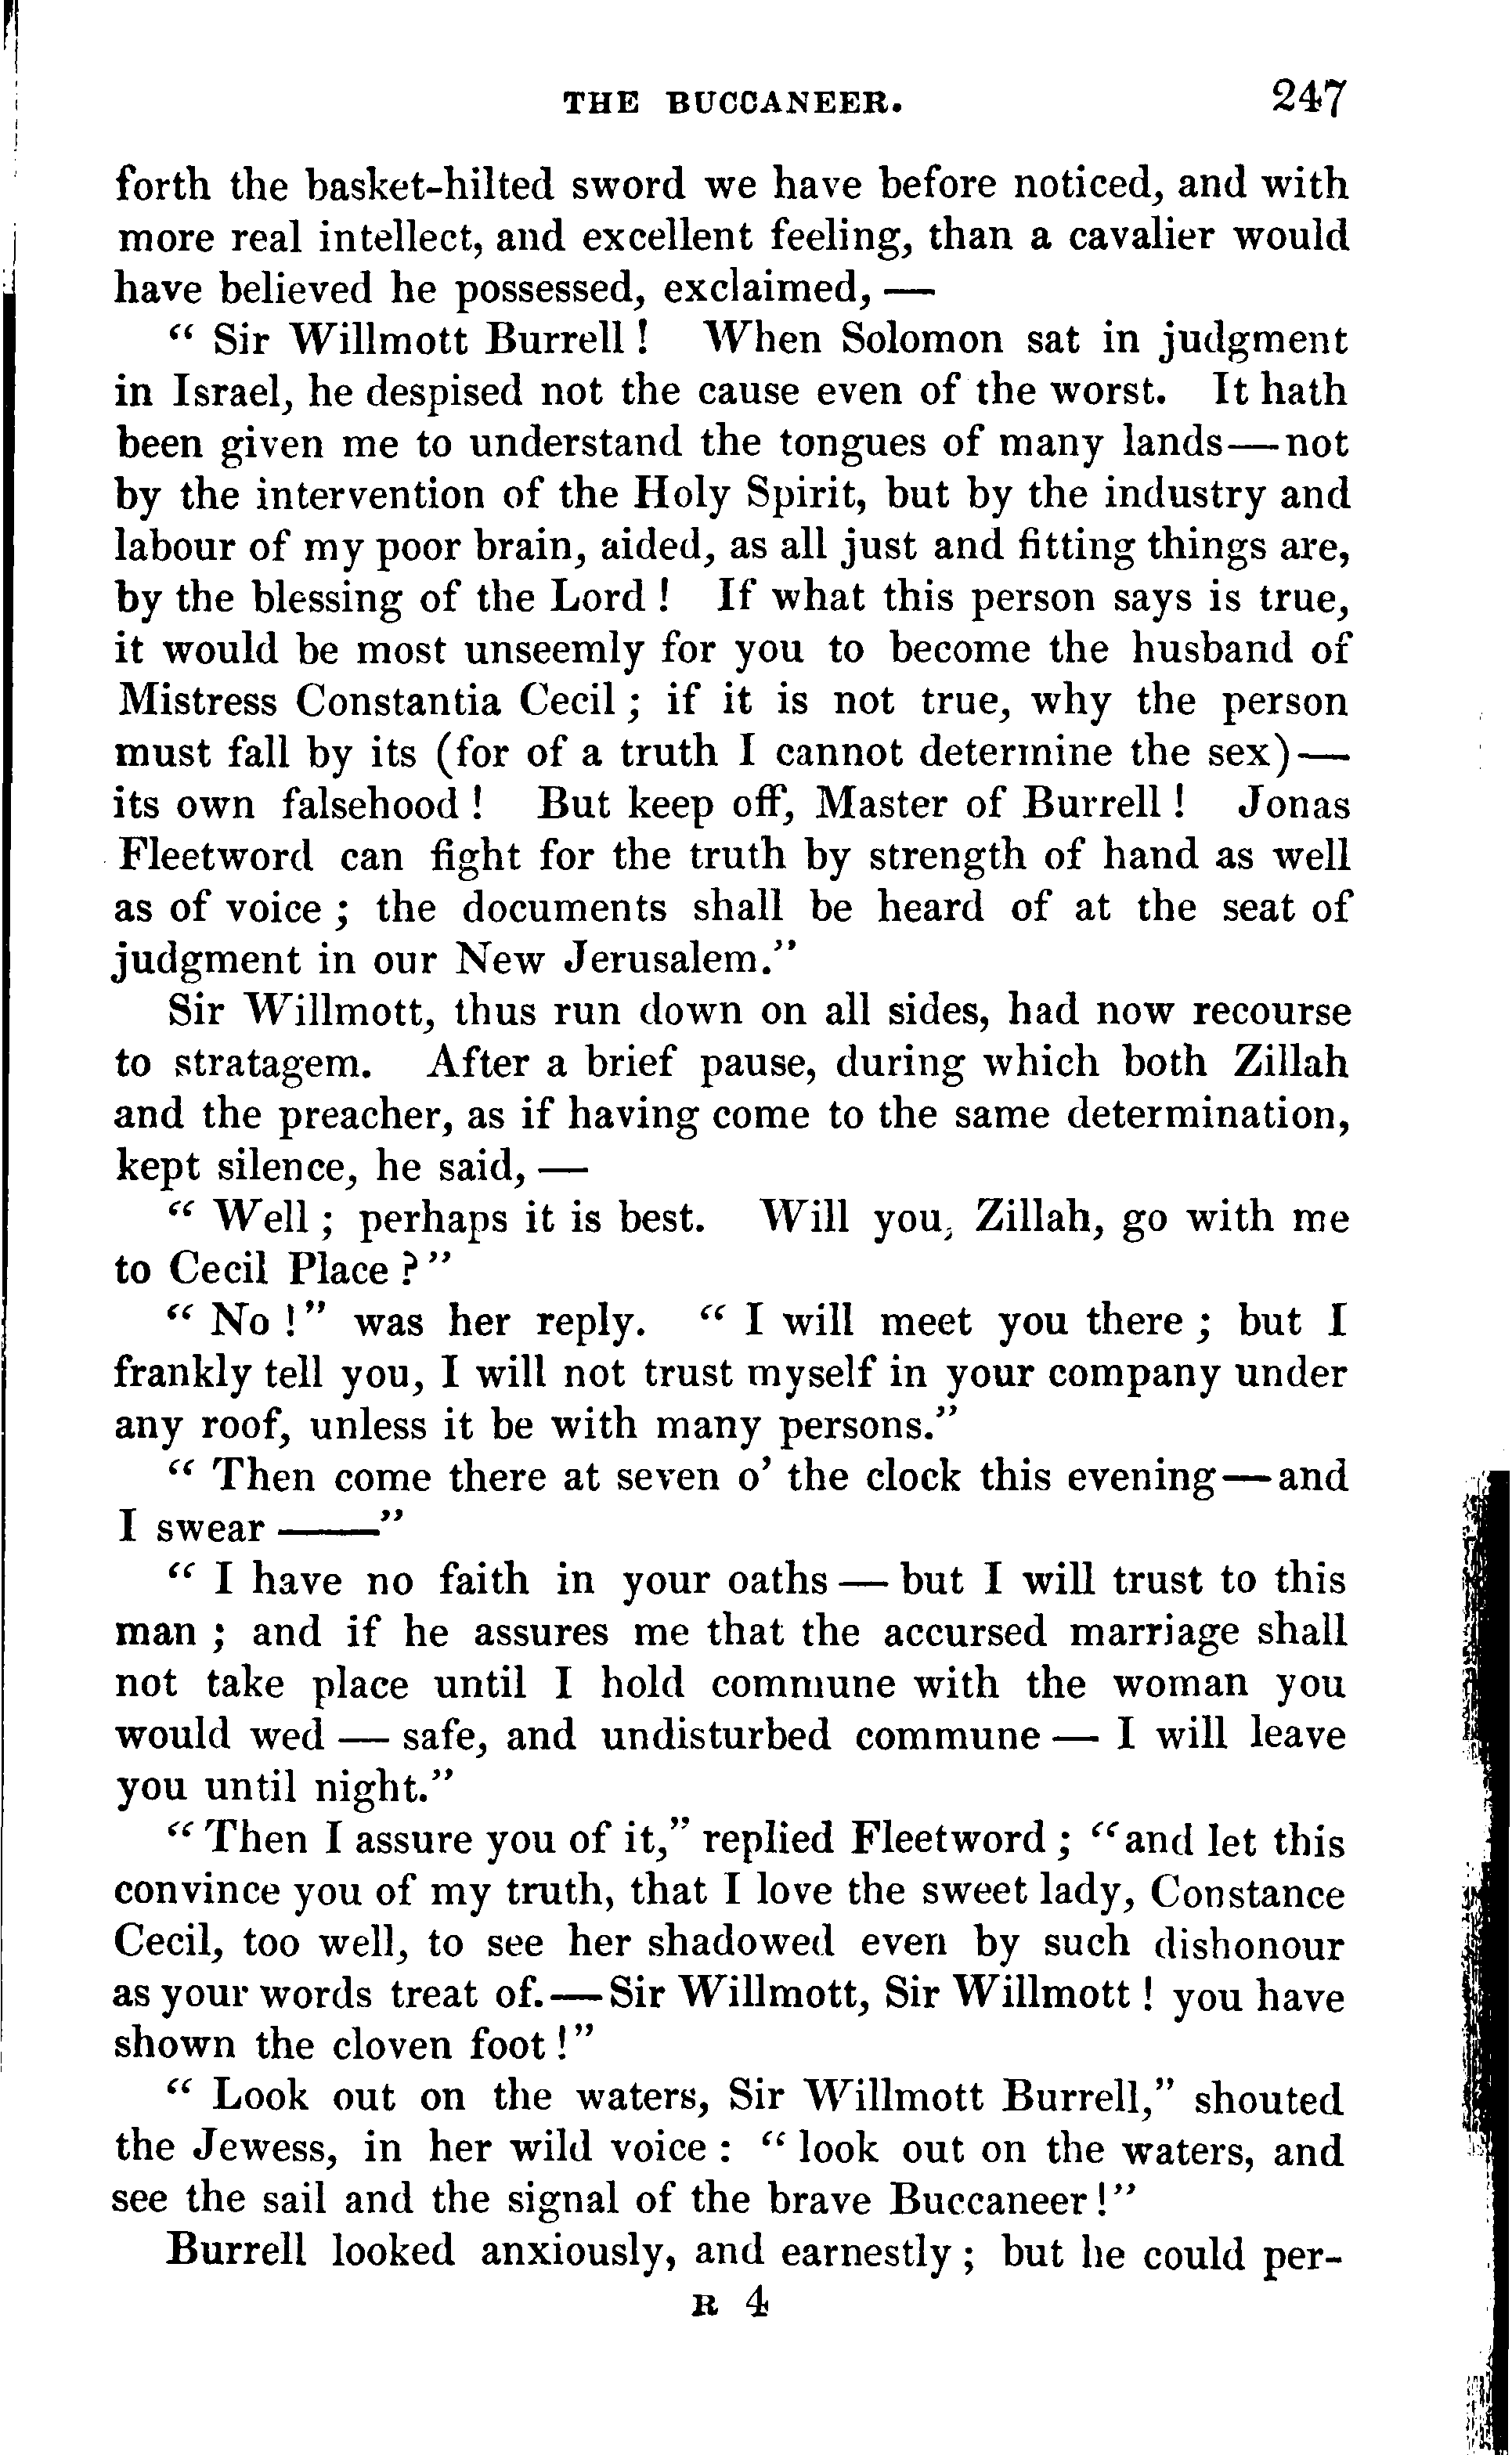 THE BUCCANEER. 247
forth the basket-hilted sword we have before noticed, and with
more real intellect, and excellent feeling, than a cavalier would
have believed he possessed, exclaimed, —
“ Sir Willmott Burrell ! When Solomon sat in judgment
in Israel, he despised not the cause even of the worst. It hath
been given me to understand the tongues of many lands—not
by the intervention of the Holy Spirit, but by the industry and
labour of my poor brain, aided, as all just and fitting things are,
by the blessing of the Lord ! If what this person says is true,
it would be most unseemly for you to become the husband of
Mistress Constantia Cecil ; if it is not true, why the person
must fall by its (for of a truth I cannot determine the sex)—
its own falsehood ! But keep off, Master of Burrell ! Jonas
Fleetword can fight for the truth by strength of hand as well
as of voice ; the documents shall be heard of at the seat of
judgment in our New Jerusalem.”
Sir Willmott, thus run down on all sides, had now recourse
to stratagem. After a brief pause, during which both Zillah
and the preacher, as if having come to the same determination,
kept silence, he said, —
“ Well ; perhaps it is best. Will you, Zillah, go with me
to Cecil Place ?”
“ No !” was her reply. “ I will meet you there ; but I
frankly tell you, I will not trust myself in your company under
any roof, unless it be with many persons.”
“ Then come there at seven o’ the clock this evening—and
I swear ——”
“ I have no faith in your oaths — but I will trust to this
man ; and if he assures me that the accursed marriage shall
not take place until I hold commune with the woman you
would wed — safe, and undisturbed commune — I will leave
you until night.”
“ Then I assure you of it,” replied Fleetword ; “and let this
convince you of my truth, that I love the sweet lady, Constance
Cecil, too well, to see her shadowed even by such dishonour
as your words treat of.—Sir Willmott, Sir Willmott ! you have
shown the cloven foot !”
“ Look out on the waters, Sir Willmott Burrell,” shouted
the Jewess, in her wild voice : “ look out on the waters, and
see the sail and the signal of the brave Buccaneer !”
Burrell looked anxiously, and earnestly ; but he could per-
R 4